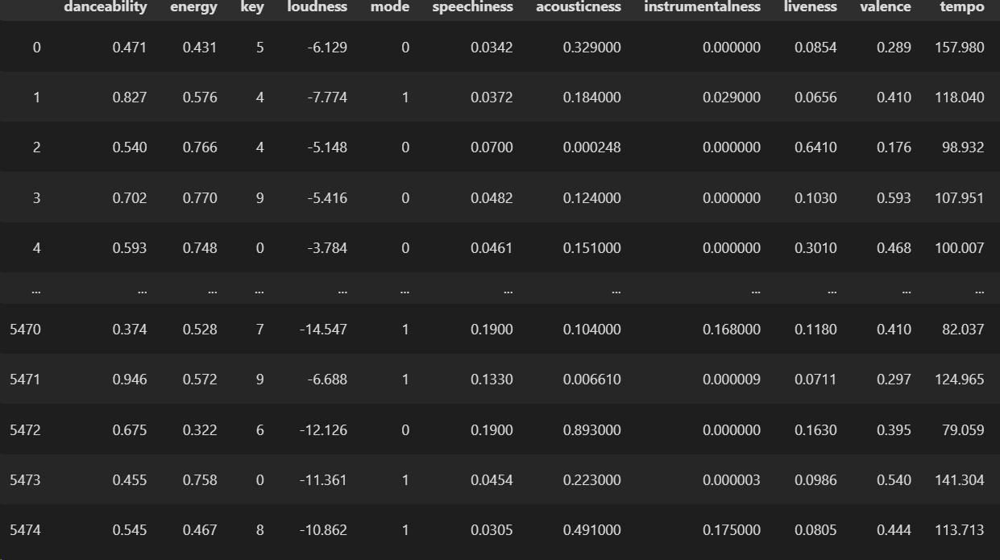 danceability energy key loudness mode speechiness acousticness instrumentalness liveness valence tempo
0 0.471 0.431 5 -6.129 0 0.0342 0.329000 0.000000 0.0854 0.289 157.980
1 0.827 0.576 4 -7.774 1 0.0372 0.184000 0.029000 0.0656 0.410 118.040
2 0.540 0.766 4 -5.148 0 0.0700 0.000248 0.000000 0.6410 0.176 98.932
3 0.702 0.770 9 -5.416 0 0.0482 0.124000 0.000000 0.1030 0.593 107.951
4 0.593 0.748 0 -3.784 0 0.0461 0.151000 0.000000 0.3010 0.468 100.007
... ... ... ... ... ... ... ... ... ... ... ...
5470 0.374 0.528 7 -14.547 1 0.1900 0.104000 0.168000 0.1180 0.410 82.037
5471 0.946 0.572 9 -6.688 1 0.1330 0.006610 0.000009 0.0711 0.297 124.965
5472 0.675 0.322 6 -12.126 0 0.1900 0.893000 0.000000 0.1630 0.395 79.059
5473 0.455 0.758 0 -11.361 1 0.0454 0.223000 0.000003 0.0986 0.540 141.304
5474 0.545 0.467 8 -10.862 1 0.0305 0.491000 0.175000 0.0805 0.444 113.713